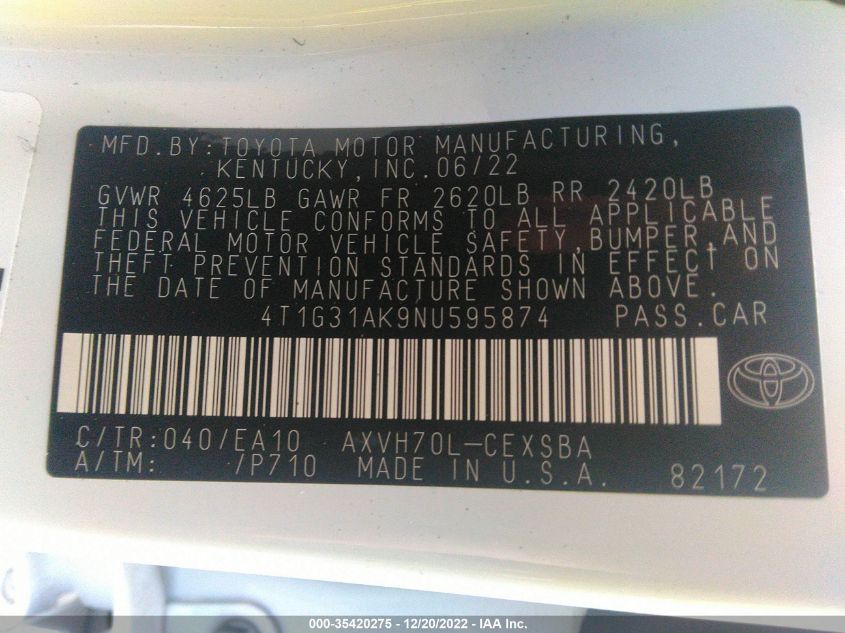 MFD.BY:TOYOTA MOTOR MANUFACTURING,
KENTUCKY,INC.06/22
GVWR 4625LB GAWR FR 2620LB RR 2420LB
THIS VEHICLE CONFORMS TO ALL APPLICABLE
FEDERAL MOTOR VEHICLE SAFETY,BUMPER,AND
THEFT PREVENTION STANDARDS IN EFFECT ON
THE DATE OF MANUFACTURE SHOWN ABOVE.
4T1G31AK9NU595874 PASS.CAR
C/TR:040/EA10 AXVH70L-CEXSBA
A/TM: /P710 MADE IN U.S.A. 82172
000-35420275 - 12/20/2022 - IAA Inc.